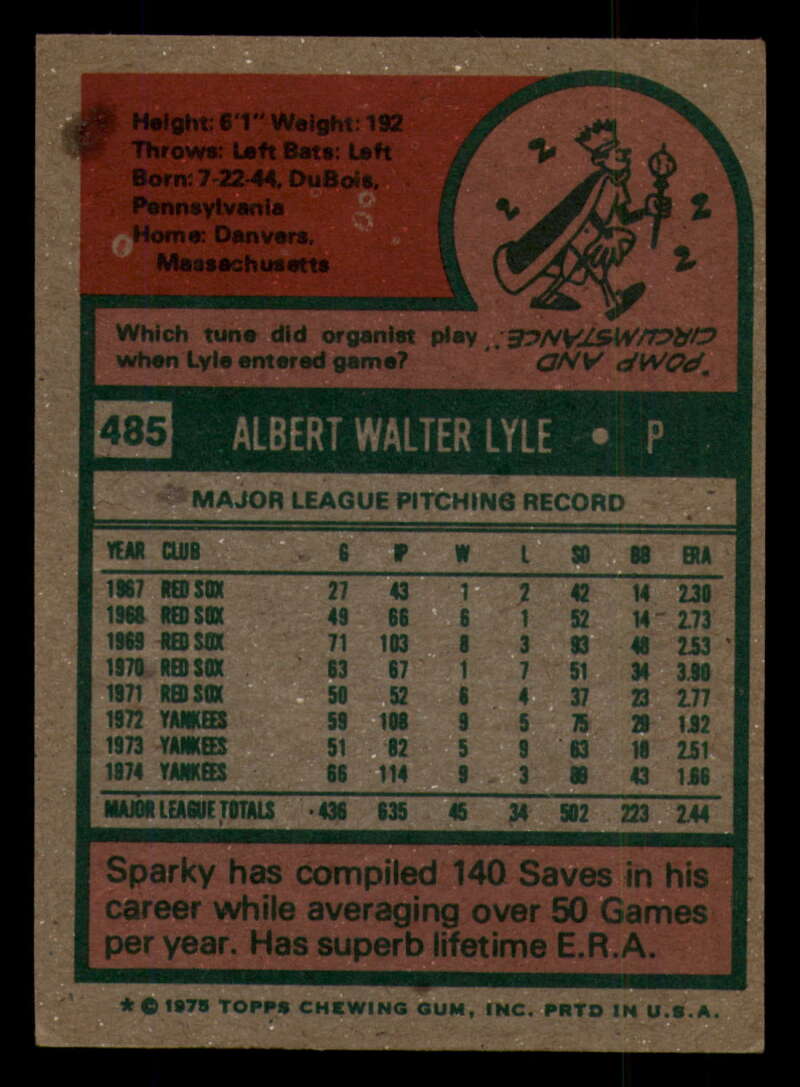 Height: 6'1" Weight: 192
Throws: Left Bats: Left
Born: 7-22-44, DuBois,
Pennsylvania
Home: Danvers,
Massachusetts
2 2 2 2
Which tune did organist play
when Lyle entered game?
"POMP AND
CIRCUMSTANCE."
485 ALBERT WALTER LYLE • P
MAJOR LEAGUE PITCHING RECORD
YEAR CLUB G IP W L SO BB ERA
1967 RED SOX 27 43 1 2 42 14 2.30
1968 RED SOX 49 66 6 1 52 14 2.73
1969 RED SOX 71 103 8 3 93 48 2.53
1970 RED SOX 63 67 1 7 51 34 3.90
1971 RED SOX 50 52 6 4 37 23 2.77
1972 YANKEES 59 108 9 5 75 29 1.92
1973 YANKEES 51 82 5 9 63 18 2.51
1974 YANKEES 66 114 9 3 89 43 1.66
MAJOR LEAGUE TOTALS 436 635 45 34 502 223 2.44
Sparky has compiled 140 Saves in his
career while averaging over 50 Games
per year. Has superb lifetime E.R.A.
* © 1975 TOPPS CHEWING GUM, INC. PRTD IN U.S.A.